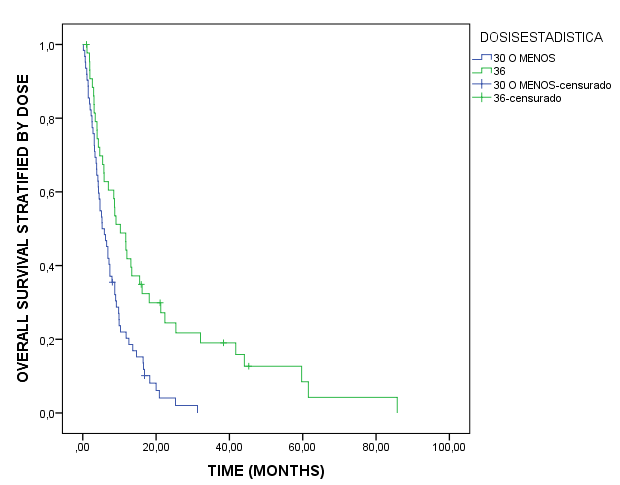 DOSISESTADISTICA
30 O MENOS
36
30 O MENOS-censurado
36-censurado
OVERALL SURVIVAL STRATIFIED BY DOSE
1,0
0,8
0,6
0,4
0,2
0,0
,00
20,00
40,00
60,00
80,00
100,00
TIME (MONTHS)